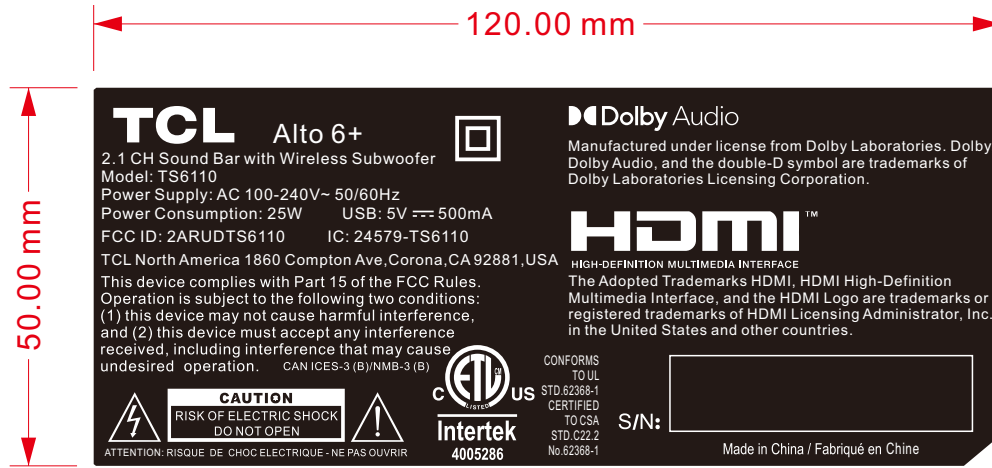 120.00 mm
50.00 mm
TCL Alto 6+
2.1 CH Sound Bar with Wireless Subwoofer
Model: TS6110
Power Supply: AC 100-240V~ 50/60Hz
Power Consumption: 25W USB: 5V ⎓ 500mA
FCC ID: 2ARUDTS6110 IC: 24579-TS6110
TCL North America 1860 Compton Ave,Corona,CA 92881,USA
This device complies with Part 15 of the FCC Rules.
Operation is subject to the following two conditions:
(1) this device may not cause harmful interference,
and (2) this device must accept any interference
received, including interference that may cause
undesired operation. CAN ICES-3 (B)/NMB-3 (B)
CAUTION
RISK OF ELECTRIC SHOCK
DO NOT OPEN
ATTENTION: RISQUE DE CHOC ELECTRIQUE - NE PAS OUVRIR
ETL CM
LISTED
C US
Intertek
4005286
CONFORMS
TO UL
STD.62368-1
CERTIFIED
TO CSA
STD.C22.2
No.62368-1
Dolby Audio
Manufactured under license from Dolby Laboratories. Dolby,
Dolby Audio, and the double-D symbol are trademarks of
Dolby Laboratories Licensing Corporation.
HDMI™
HIGH-DEFINITION MULTIMEDIA INTERFACE
The Adopted Trademarks HDMI, HDMI High-Definition
Multimedia Interface, and the HDMI Logo are trademarks or
registered trademarks of HDMI Licensing Administrator, Inc.
in the United States and other countries.
S/N:
Made in China / Fabriqué en Chine